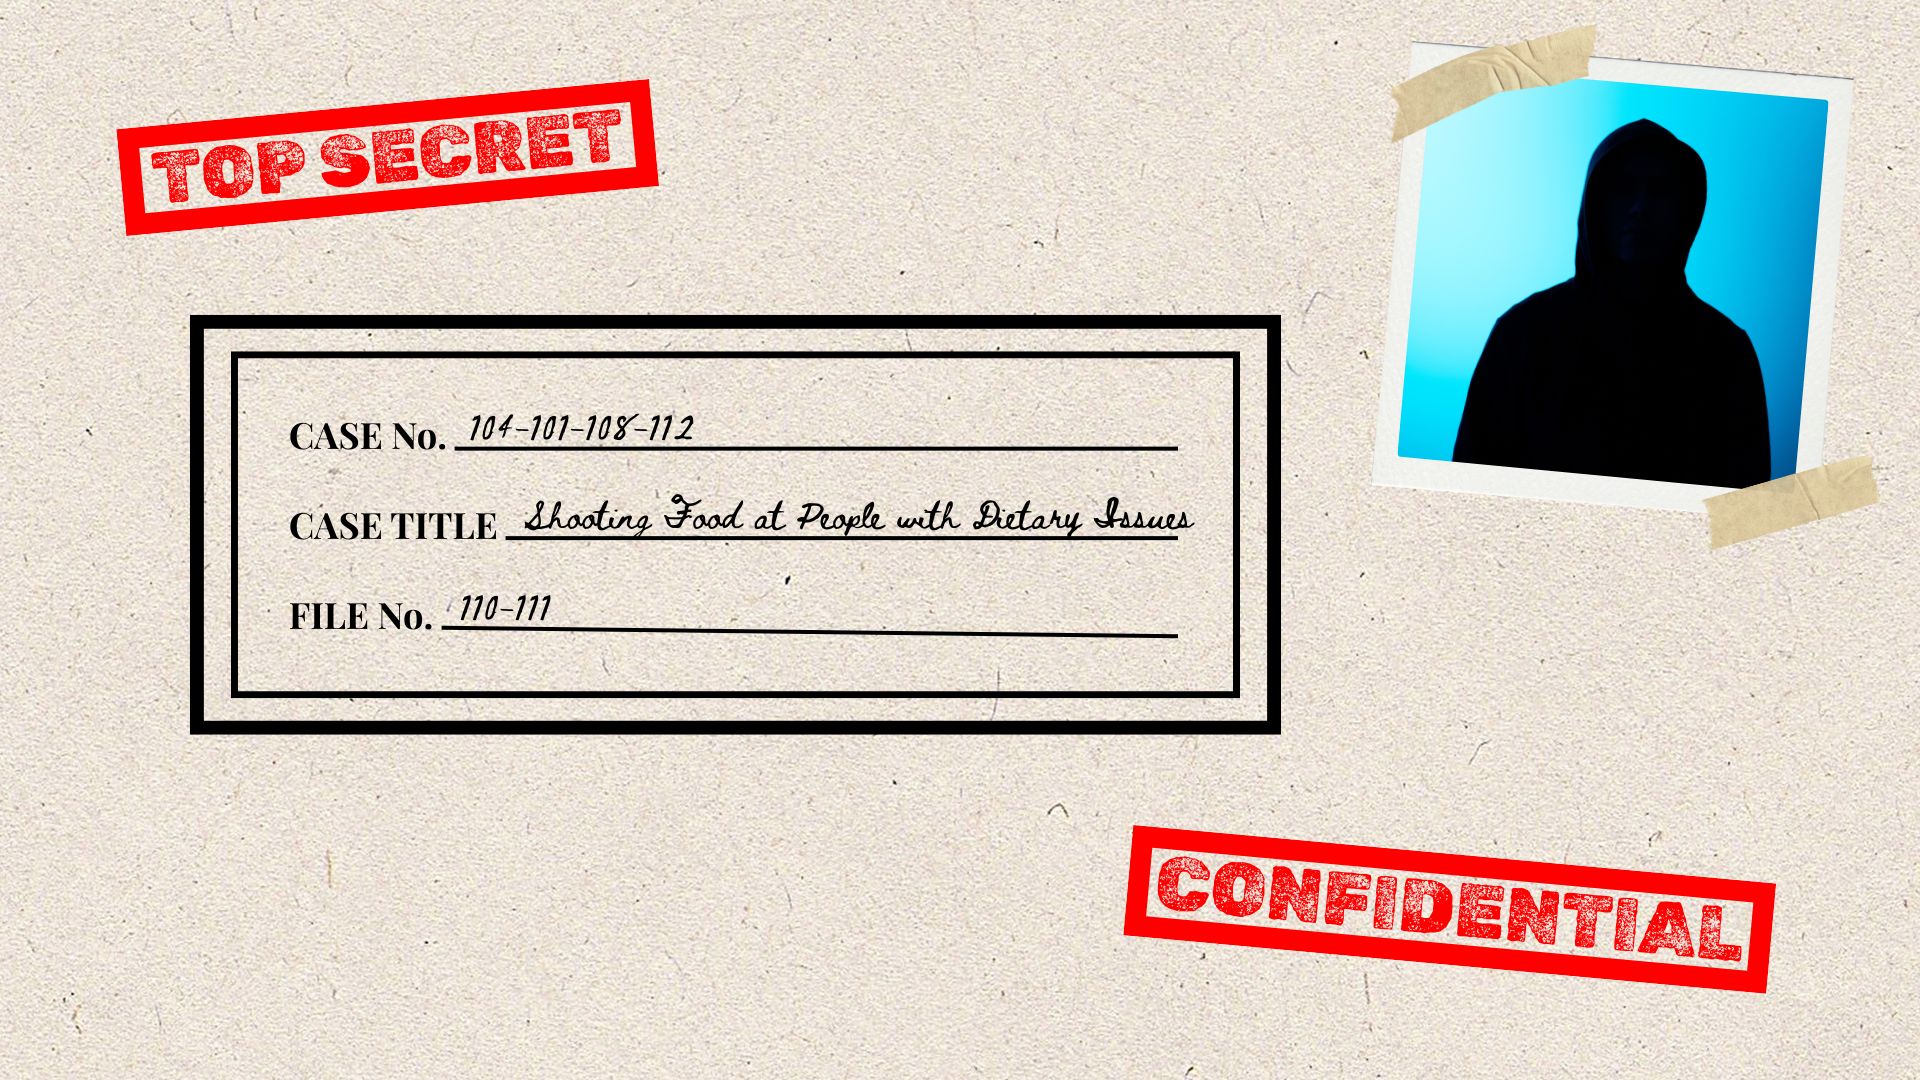 TOP SECRET
CASE No. 104-101-108-112
CASE TITLE Shooting Food at People with Dietary Issues
FILE No. 110-111
CONFIDENTIAL